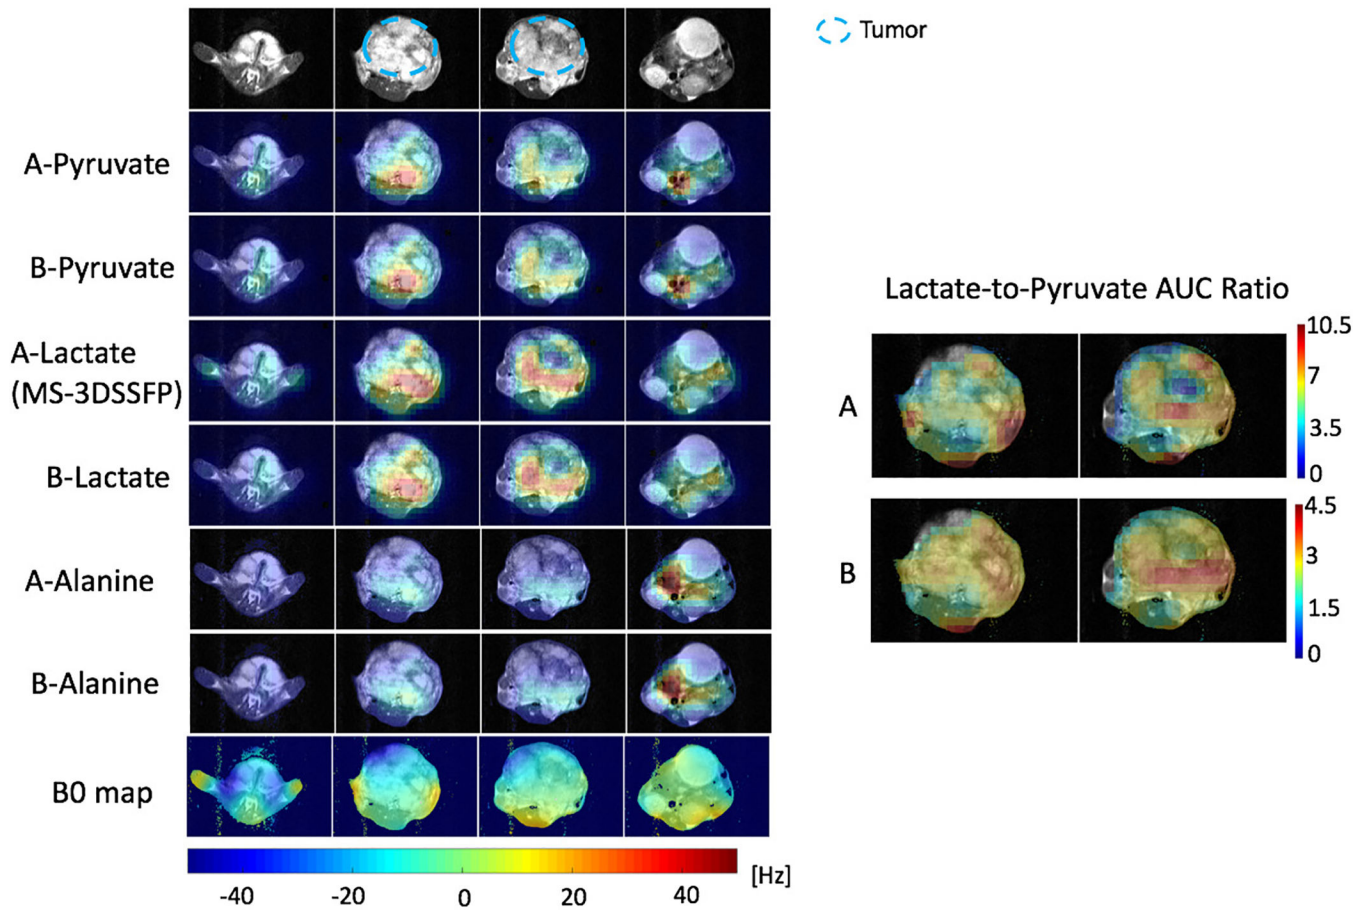 Tumor
A-Pyruvate
B-Pyruvate
A-Lactate
(MS-3DSSFP)
B-Lactate
A-Alanine
B-Alanine
B0 map
-40 -20 0 20 40 [Hz]
Lactate-to-Pyruvate AUC Ratio
A
10.5
7
3.5
0
B
4.5
3
1.5
0